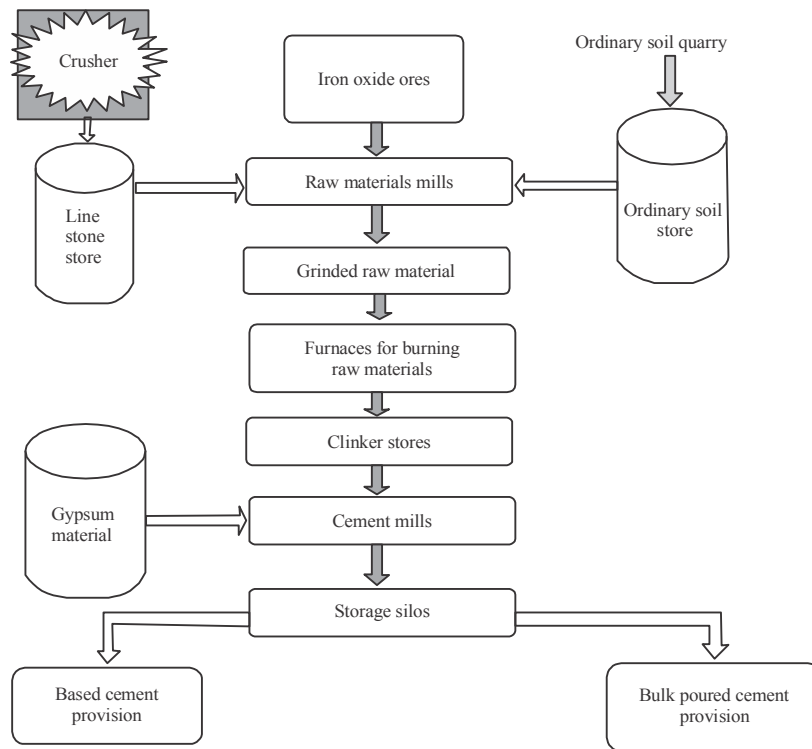 Crusher
Iron oxide ores
Ordinary soil quarry
Line
stone
store
Raw materials mills
Ordinary soil
store
Grinded raw material
Furnaces for burning
raw materials
Clinker stores
Gypsum
material
Cement mills
Storage silos
Based cement
provision
Bulk poured cement
provision